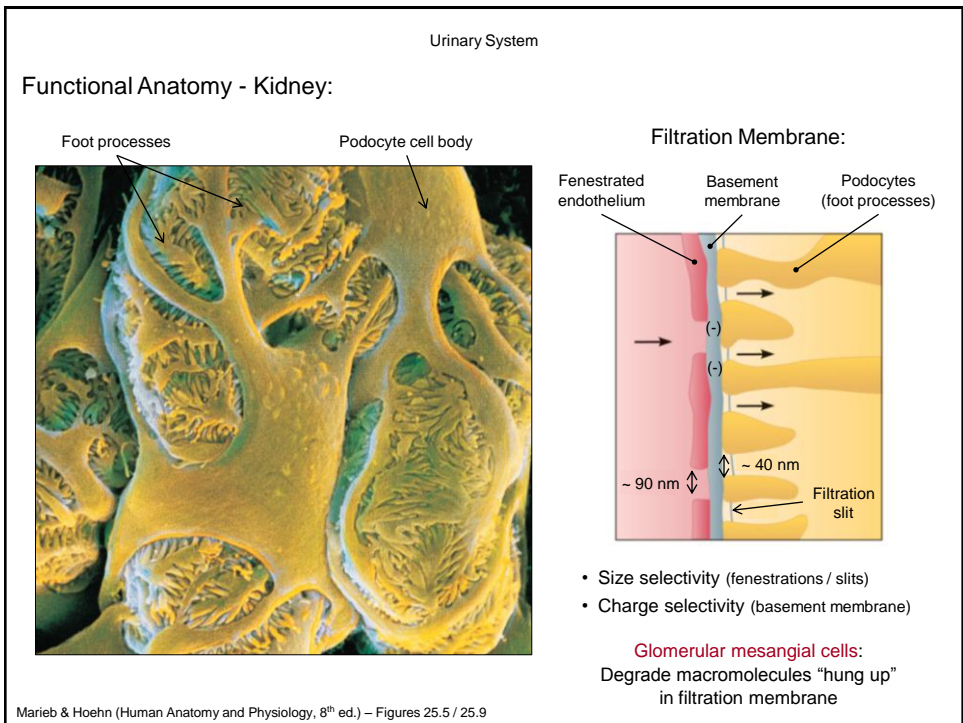 Urinary System
Functional Anatomy - Kidney:
Foot processes
Podocyte cell body
Filtration Membrane:
Fenestrated
endothelium
Basement
membrane
Podocytes
(foot processes)
(-)
(-)
~ 40 nm
~ 90 nm
Filtration
slit
• Size selectivity (fenestrations / slits)
• Charge selectivity (basement membrane)
Glomerular mesangial cells:
Degrade macromolecules “hung up”
in filtration membrane
Marieb & Hoehn (Human Anatomy and Physiology, 8th ed.) – Figures 25.5 / 25.9